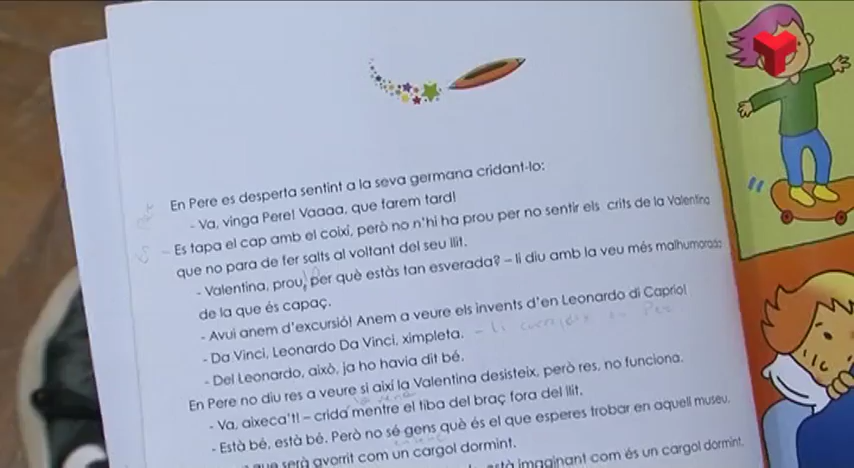 En Pere es desperta sentint a la seva germana cridant-lo:
- Va, vinga Pere! Vaaaa, que farem tard!
Es tapa el cap amb el coixí, però no n'hi ha prou per no sentir els crits de la Valentina
que no para de fer salts al voltant del seu llit.
- Valentina, prou, per què estàs tan esverada? – li diu amb la veu més malhumorada
de la que és capaç.
- Avui anem d'excursió! Anem a veure els invents d'en Leonardo di Caprio!
- Da Vinci, Leonardo Da Vinci, ximpleta. - li corregeix en Pere
- Del Leonardo, això, ja ho havia dit bé.
En Pere no diu res a veure si així la Valentina desisteix, però res, no funciona.
- Va, aixeca't! – crida mentre el tiba del braç fora del llit.
- Està bé, està bé. Però no sé gens què és el que esperes trobar en aquell museu.
que serà avorrit com un cargol dormint.
està imaginant com és un cargol dormint.